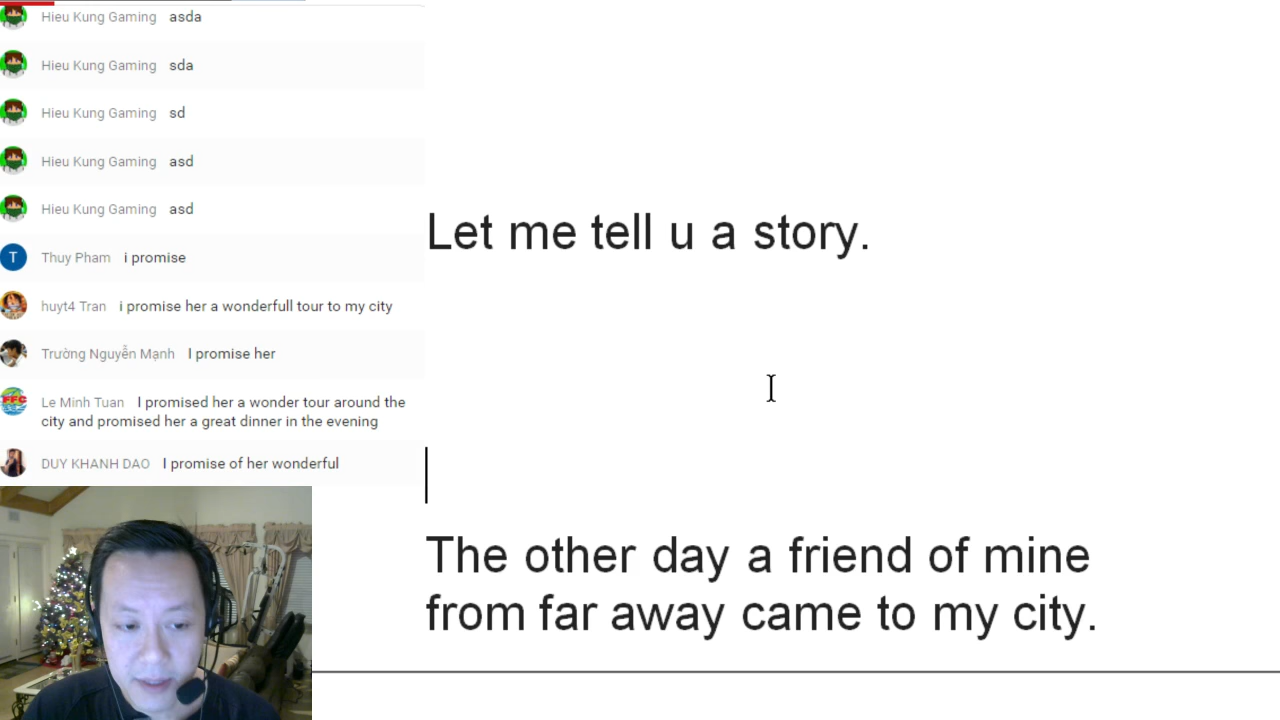 Hieu Kung Gaming asda
Hieu Kung Gaming sda
Hieu Kung Gaming sd
Hieu Kung Gaming asd
Hieu Kung Gaming asd
T Thuy Pham i promise
huyt4 Tran i promise her a wonderfull tour to my city
Trường Nguyễn Mạnh I promise her
FFC Le Minh Tuan I promised her a wonder tour around the
city and promised her a great dinner in the evening
DUY KHANH DAO I promise of her wonderful
Let me tell u a story.
The other day a friend of mine
from far away came to my city.